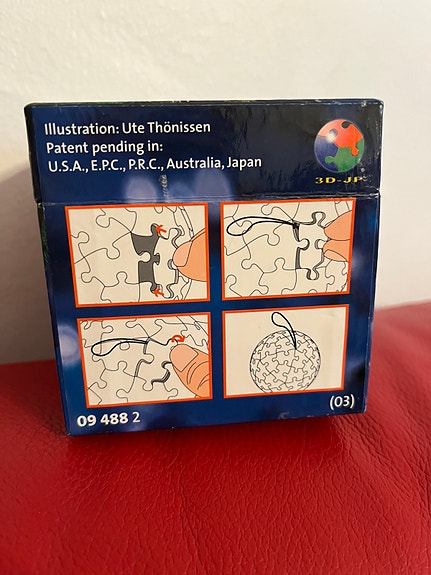 Illustration: Ute Thönissen
Patent pending in:
U.S.A., E.P.C., P.R.C., Australia, Japan
3D-JP
09 488 2
(03)